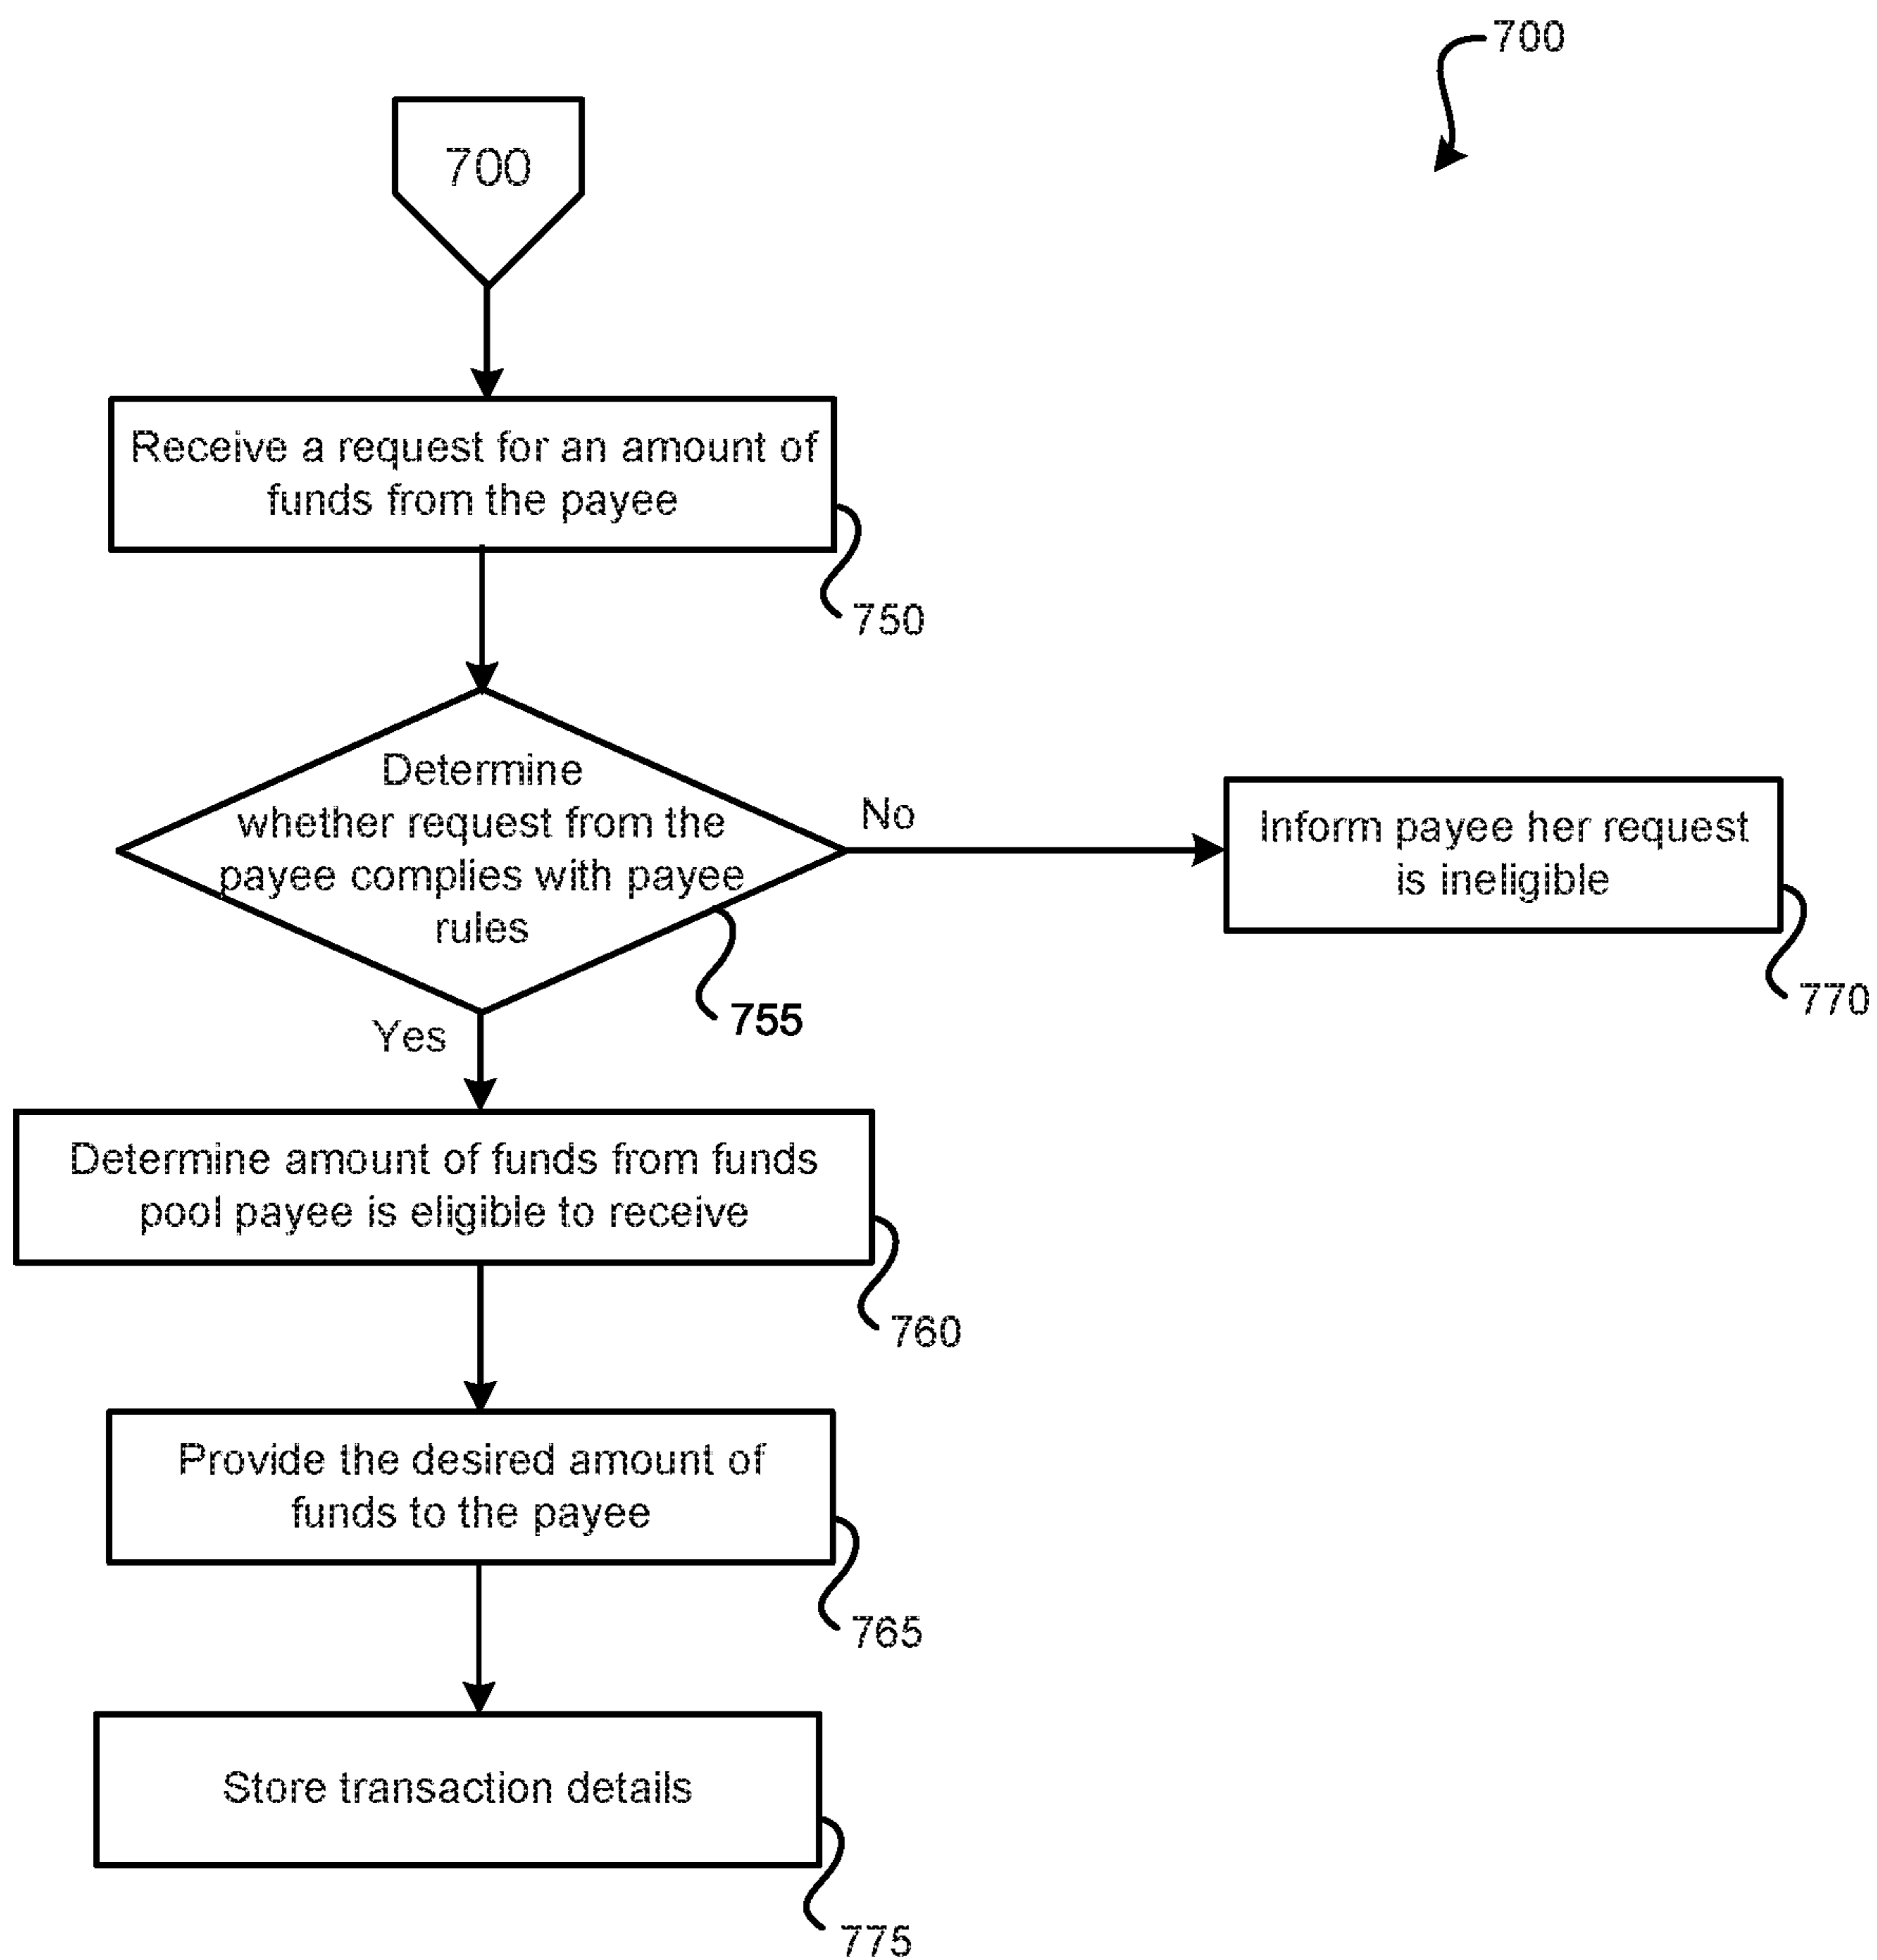 700
700
Receive a request for an amount of
funds from the payee
750
Determine
whether request from the
payee complies with payee
rules
No
Inform payee her request
is ineligible
770
755
Yes
Determine amount of funds from funds
pool payee is eligible to receive
760
Provide the desired amount of
funds to the payee
765
Store transaction details
775